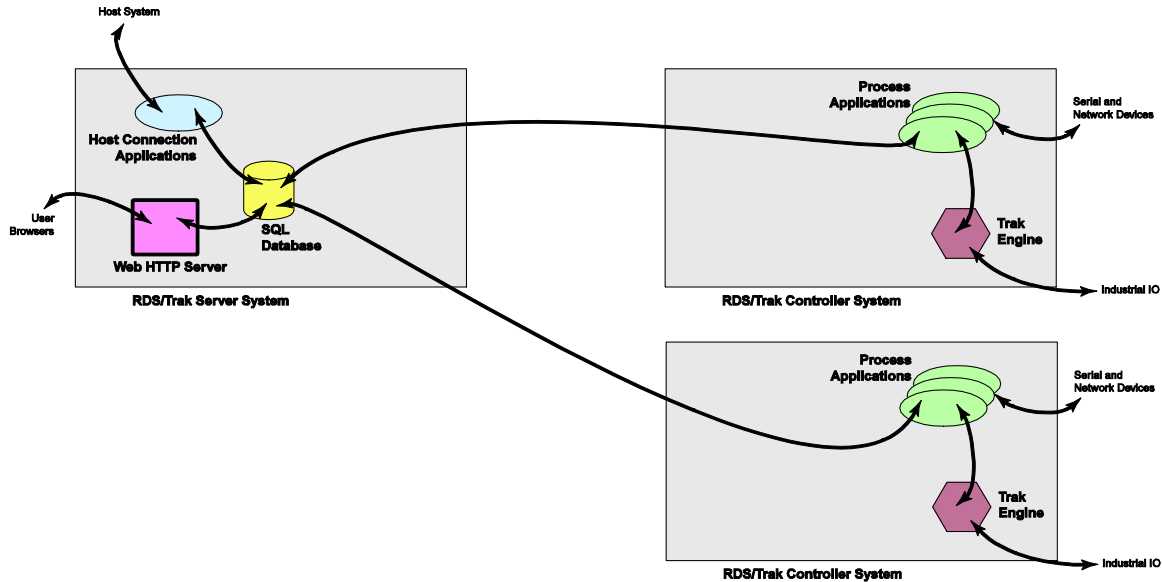 Host System
Host Connection
Applications
SQL
Database
User
Browsers
Web HTTP Server
RDS/Trak Server System
Process
Applications
Serial and
Network Devices
Trak
Engine
Industrial IO
RDS/Trak Controller System
Process
Applications
Serial and
Network Devices
Trak
Engine
Industrial IO
RDS/Trak Controller System